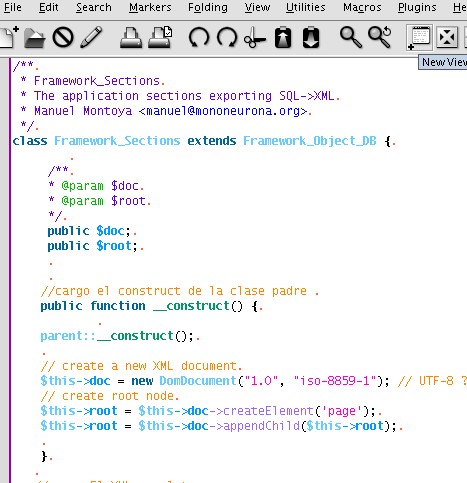 Search Markers Folding View Utilities Macros Plugins He
New View
/**.
* Framework_Sections.
* The application sections exporting SQL->XML.
* Manuel Montoya <manuel@mononeurona.org>.
*/.
class Framework_Sections extends Framework_Object_DB {.
.
/**.
* @param $doc.
* @param $root.
*/.
public $doc;.
public $root;.
.
.
//cargo el construct de la clase padre .
public function __construct() {.
.
parent::__construct();.
.
// create a new XML document.
$this->doc = new DomDocument("1.0", "iso-8859-1"); // UTF-8 ?
// create root node.
$this->root = $this->doc->createElement('page');.
$this->root = $this->doc->appendChild($this->root);.
.
}.
.